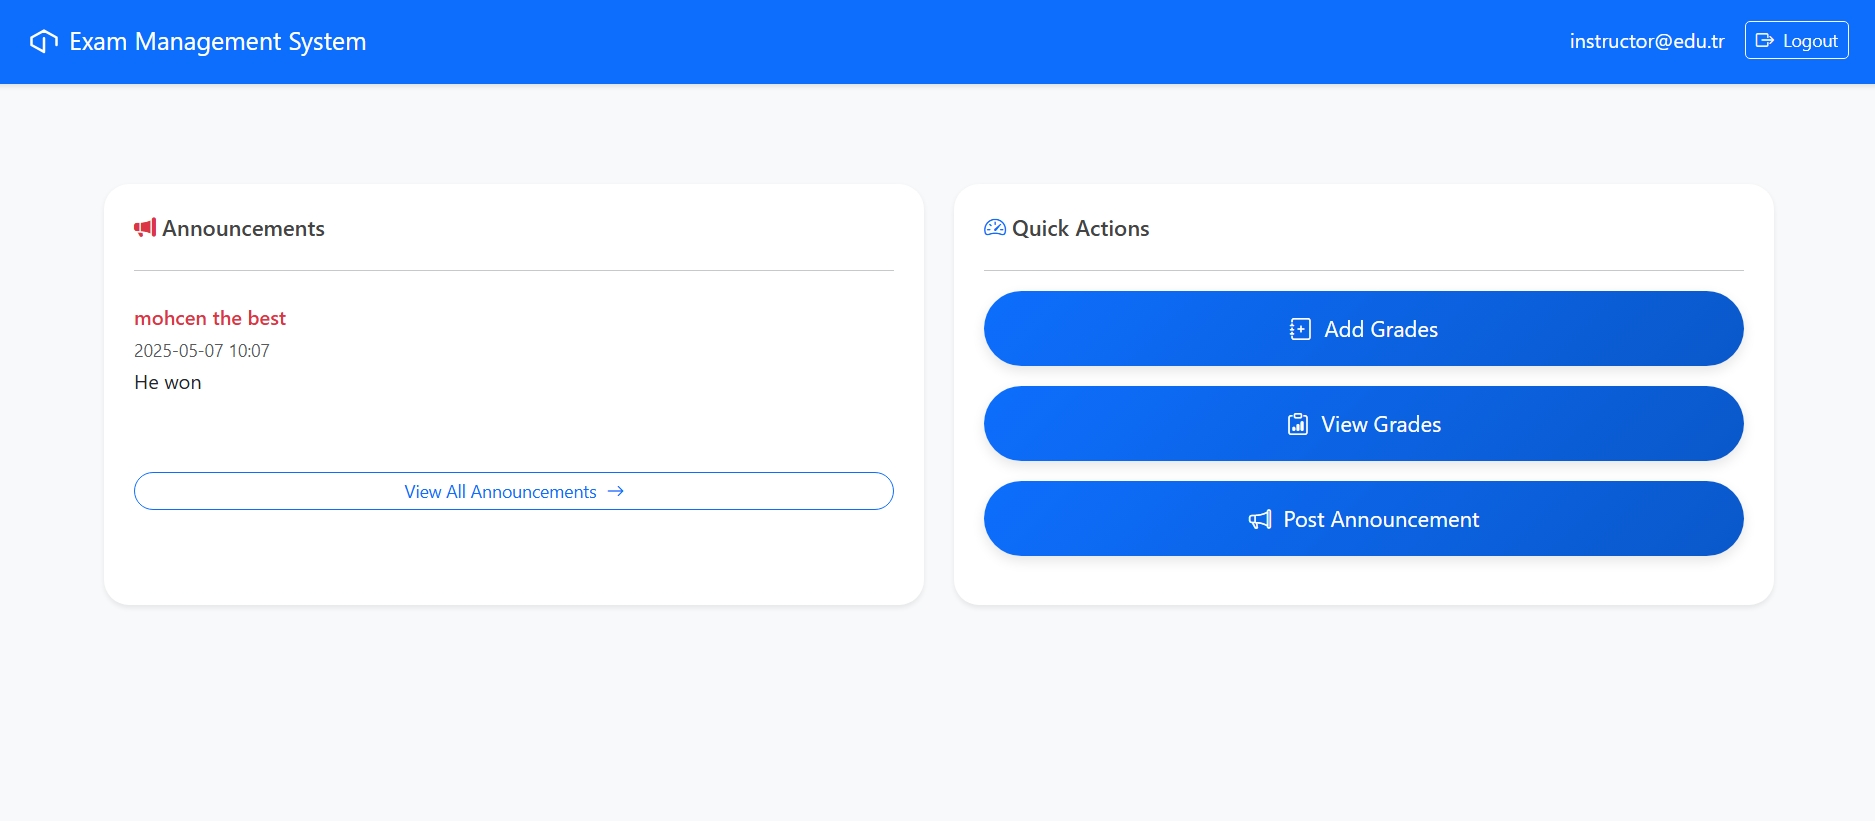 Exam Management System
instructor@edu.tr
Logout
Announcements
mohcen the best
2025-05-07 10:07
He won
View All Announcements →
Quick Actions
Add Grades
View Grades
Post Announcement